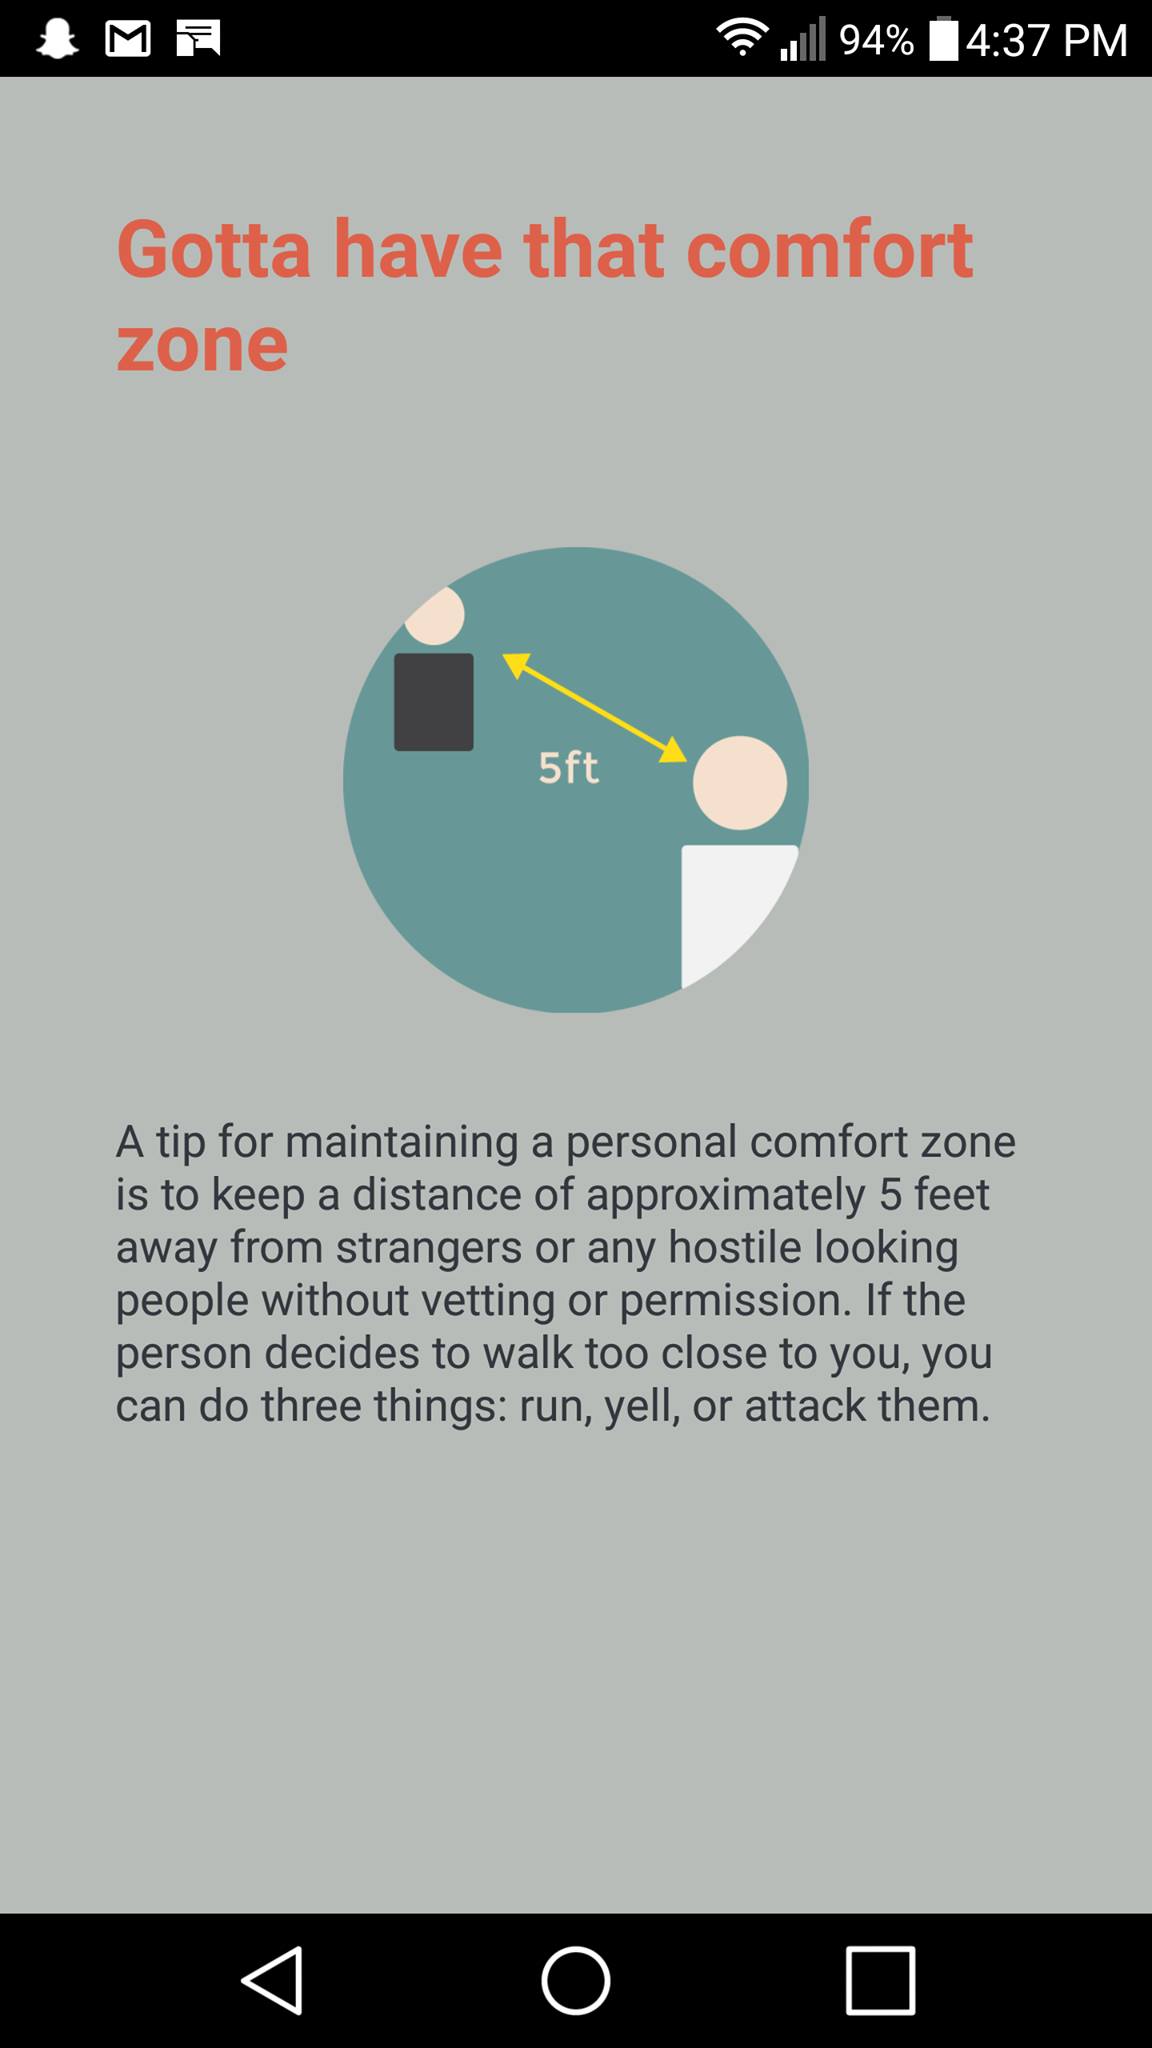 94% 4:37 PM
Gotta have that comfort
zone
5ft
A tip for maintaining a personal comfort zone
is to keep a distance of approximately 5 feet
away from strangers or any hostile looking
people without vetting or permission. If the
person decides to walk too close to you, you
can do three things: run, yell, or attack them.